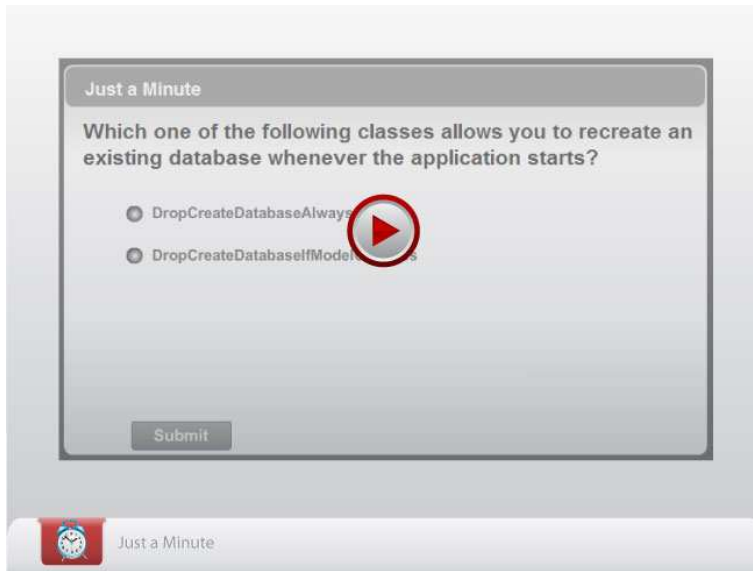 Just a Minute
Which one of the following classes allows you to recreate an
existing database whenever the application starts?
DropCreateDatabaseAlways
DropCreateDatabaseIfModel
Submit
Just a Minute